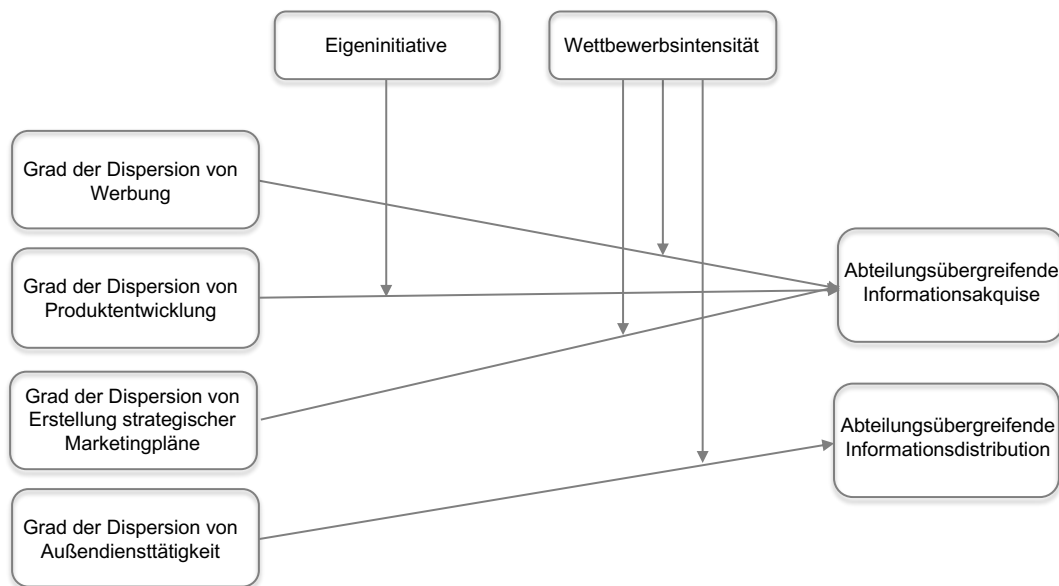 Eigeninitiative
Wettbewerbsintensität
Grad der Dispersion von
Werbung
Grad der Dispersion von
Produktentwicklung
Abteilungsübergreifende
Informationsakquise
Grad der Dispersion von
Erstellung strategischer
Marketingpläne
Abteilungsübergreifende
Informationsdistribution
Grad der Dispersion von
Außendiensttätigkeit